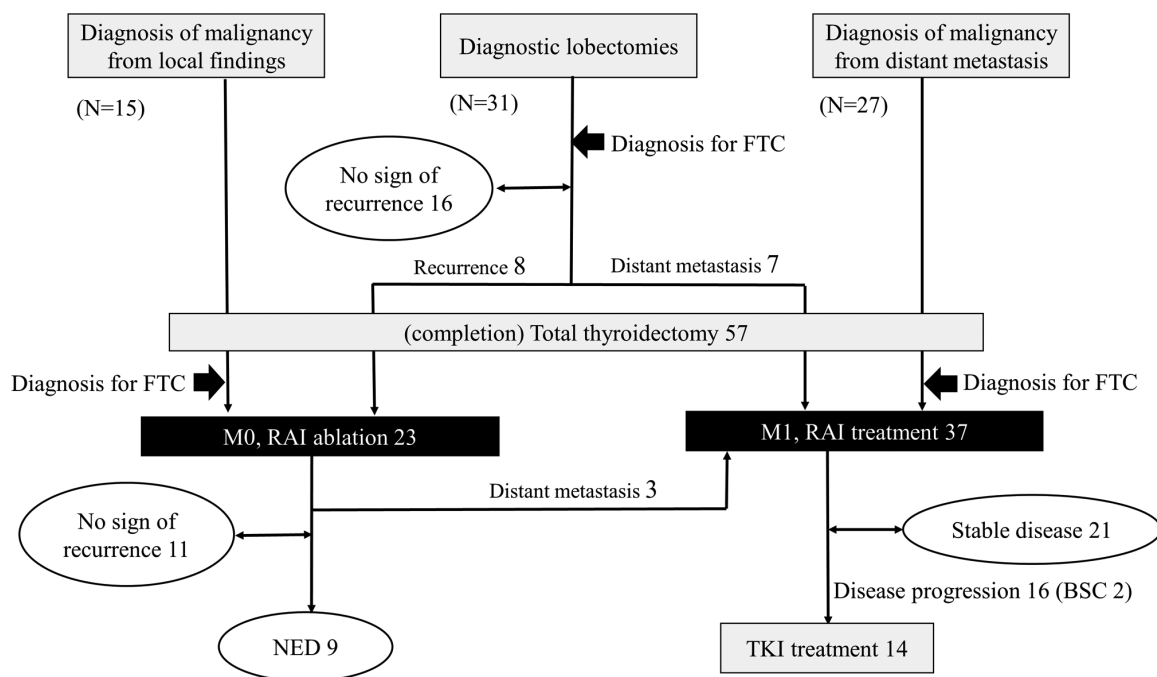 Diagnosis of malignancy
from local findings
Diagnostic lobectomies
Diagnosis of malignancy
from distant metastasis
(N=15)
(N=31)
(N=27)
Diagnosis for FTC
No sign of
recurrence 16
Recurrence 8
Distant metastasis 7
(completion) Total thyroidectomy 57
Diagnosis for FTC
Diagnosis for FTC
M0, RAI ablation 23
M1, RAI treatment 37
Distant metastasis 3
No sign of
recurrence 11
Stable disease 21
Disease progression 16 (BSC 2)
NED 9
TKI treatment 14